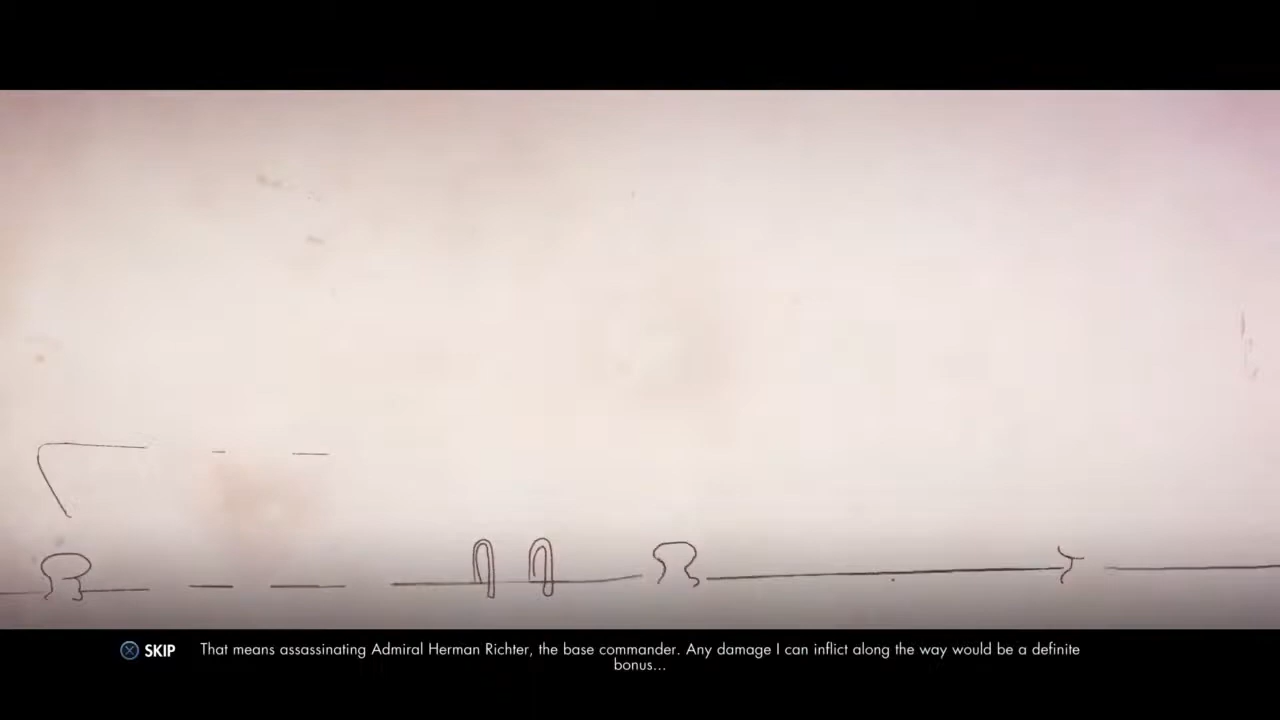 SKIP That means assassinating Admiral Herman Richter, the base commander. Any damage I can inflict along the way would be a definite
bonus...